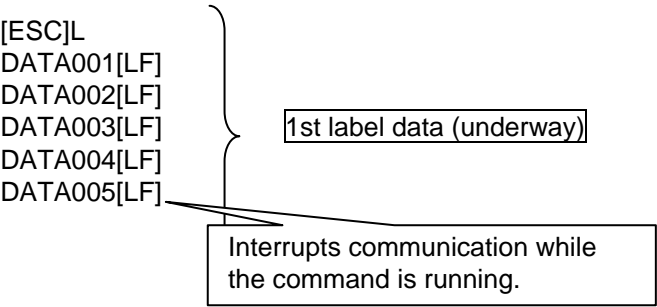 [ESC]L
DATA001[LF]
DATA002[LF]
DATA003[LF]
DATA004[LF]
DATA005[LF]
1st label data (underway)
Interrupts communication while
the command is running.